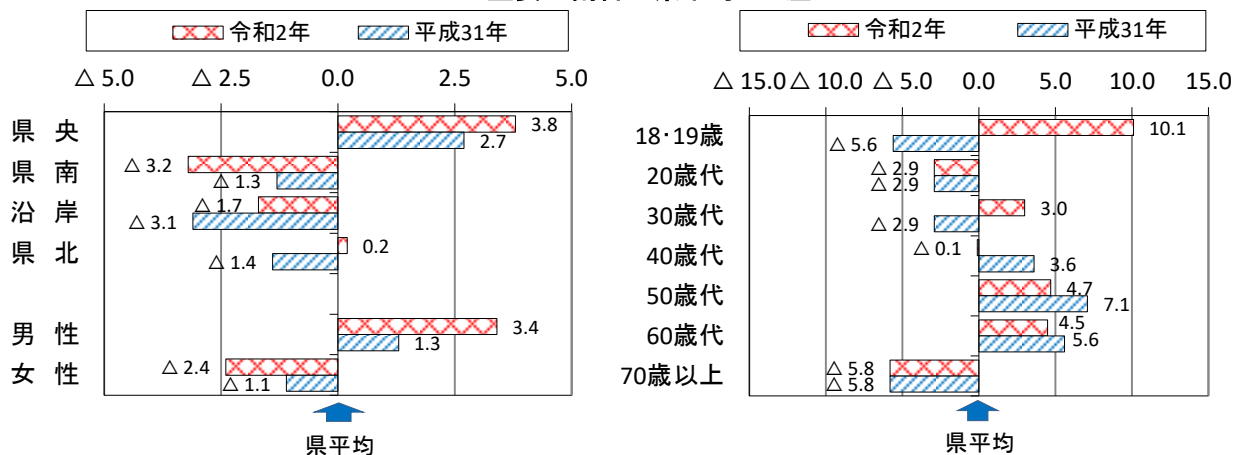 令和2年 平成31年
△ 5.0 △ 2.5 0.0 2.5 5.0
県 央 3.8
2.7
県 南 △ 3.2
△ 1.3
沿 岸 △ 1.7
△ 3.1
県 北 0.2
△ 1.4
男 性 3.4
1.3
女 性 △ 2.4
△ 1.1
県平均
令和2年 平成31年
△ 15.0 △ 10.0 △ 5.0 0.0 5.0 10.0 15.0
18・19歳 10.1
△ 5.6
20歳代 △ 2.9
△ 2.9
30歳代 3.0
△ 2.9
40歳代 △ 0.1
3.6
50歳代 4.7
7.1
60歳代 4.5
5.6
70歳以上 △ 5.8
△ 5.8
県平均